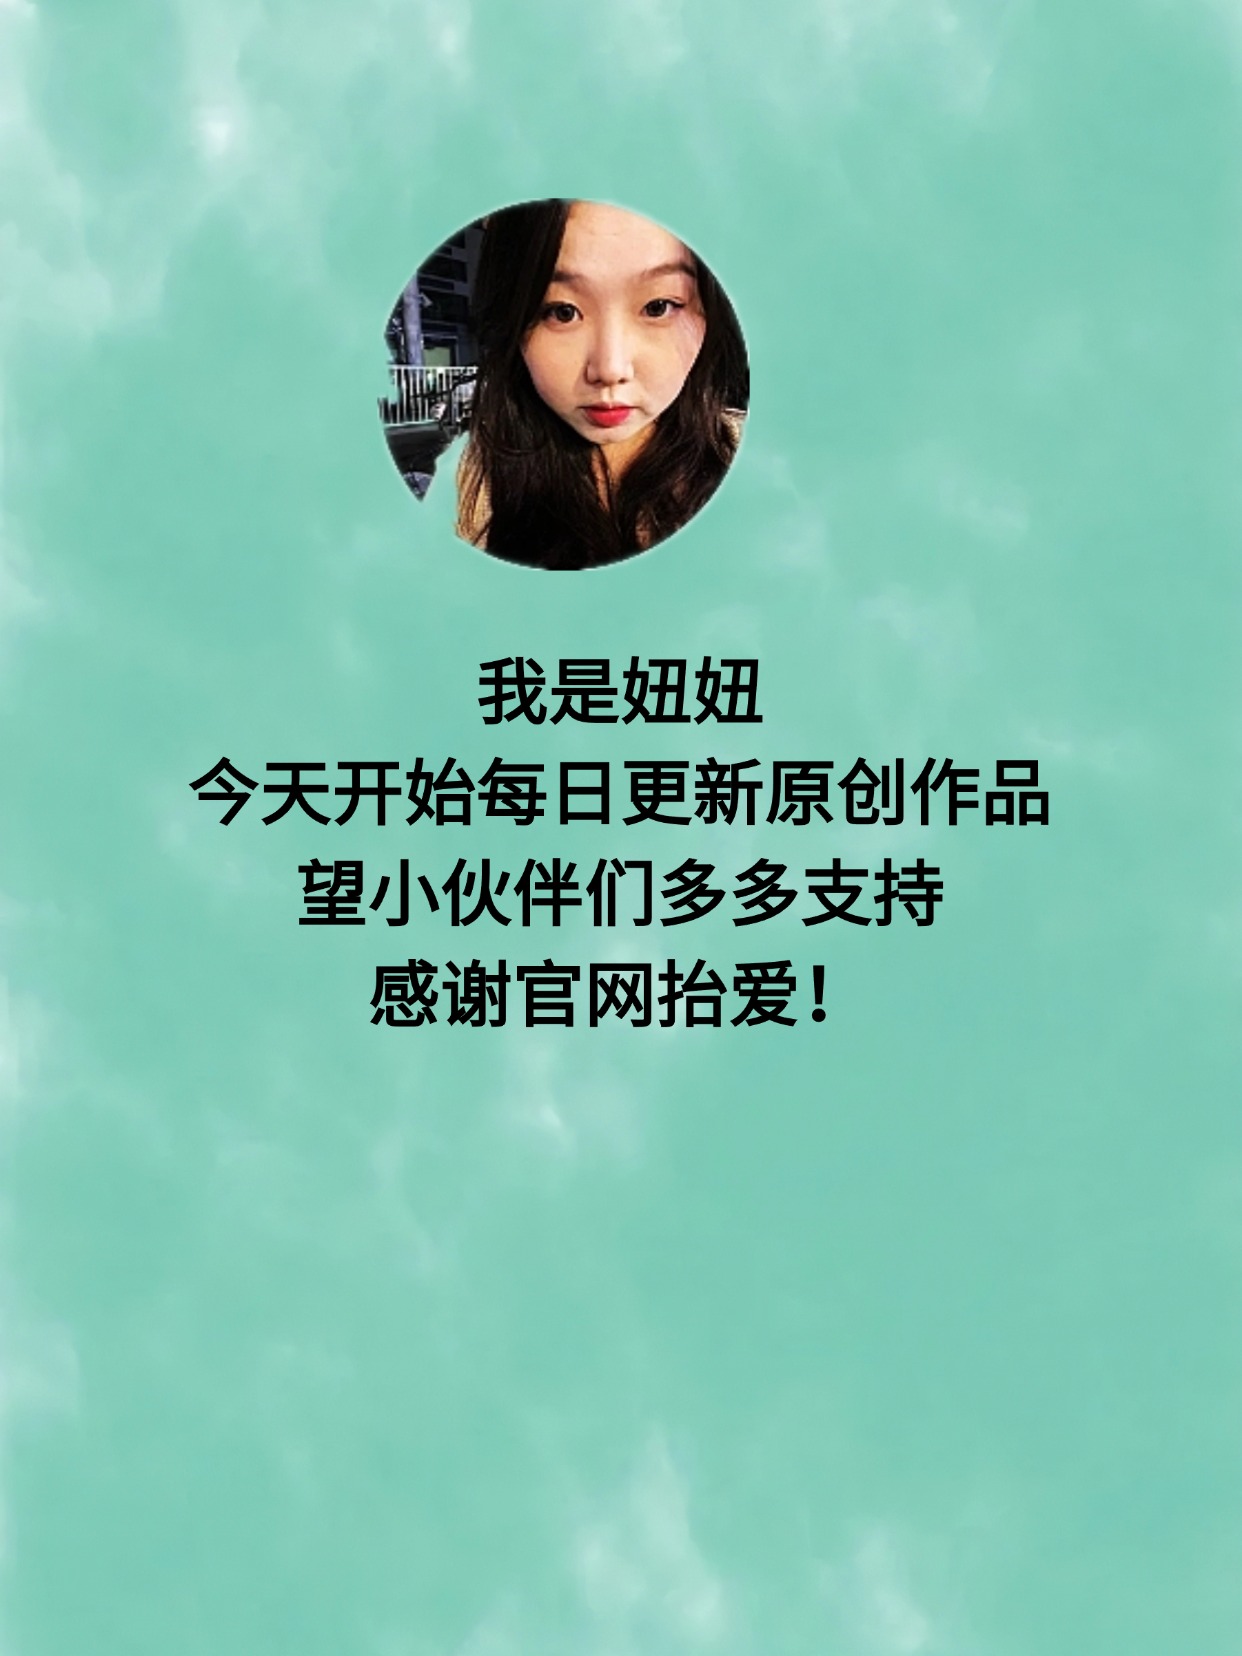 我是妞妞
今天开始每日更新原创作品
望小伙伴们多多支持
感谢官网抬爱！